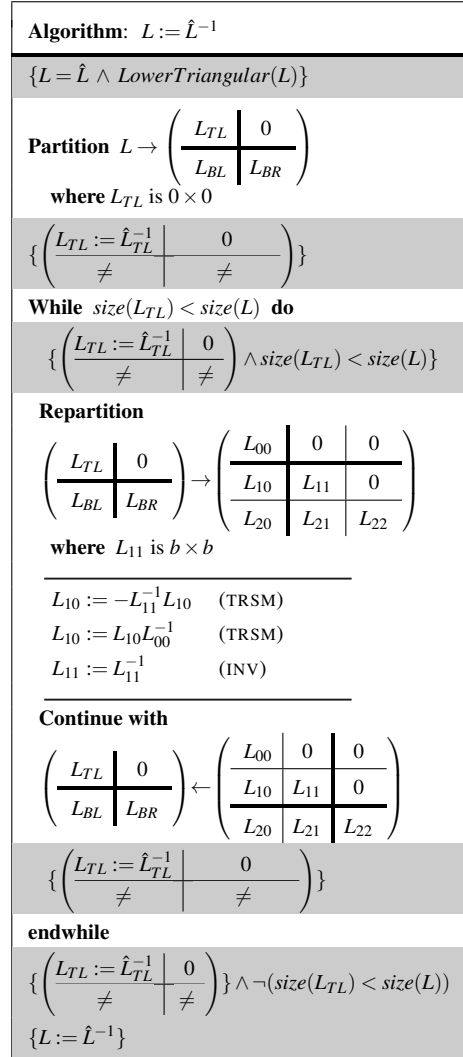 Algorithm: L := L̂⁻¹
{L = L̂ ∧ LowerTriangular(L)}
Partition L → ( L_TL | 0
L_BL | L_BR )
where L_TL is 0 × 0
{( L_TL := L̂_TL⁻¹ | 0
≠ | ≠ )}
While size(L_TL) < size(L) do
{( L_TL := L̂_TL⁻¹ | 0
≠ | ≠ ) ∧ size(L_TL) < size(L)}
Repartition
( L_TL | 0
L_BL | L_BR ) → ( L_00 | 0 | 0
L_10 | L_11 | 0
L_20 | L_21 | L_22 )
where L_11 is b × b
L_10 := −L_11⁻¹ L_10 (TRSM)
L_10 := L_10 L_00⁻¹ (TRSM)
L_11 := L_11⁻¹ (INV)
Continue with
( L_TL | 0
L_BL | L_BR ) ← ( L_00 | 0 | 0
L_10 | L_11 | 0
L_20 | L_21 | L_22 )
{( L_TL := L̂_TL⁻¹ | 0
≠ | ≠ )}
endwhile
{( L_TL := L̂_TL⁻¹ | 0
≠ | ≠ )} ∧ ¬(size(L_TL) < size(L))
{L := L̂⁻¹}